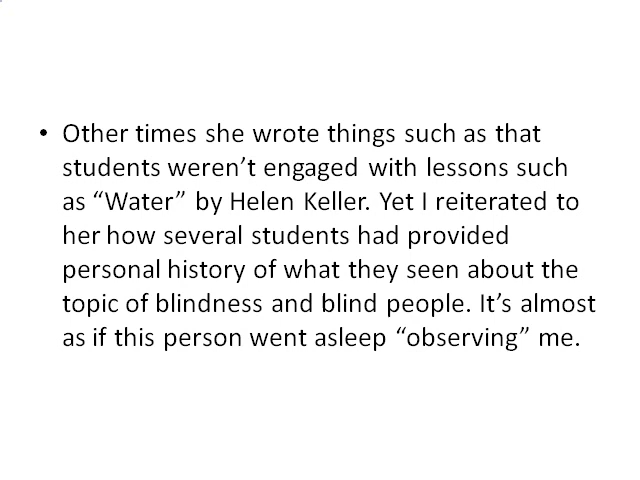 • Other times she wrote things such as that
students weren’t engaged with lessons such
as “Water” by Helen Keller. Yet I reiterated to
her how several students had provided
personal history of what they seen about the
topic of blindness and blind people. It’s almost
as if this person went asleep “observing” me.